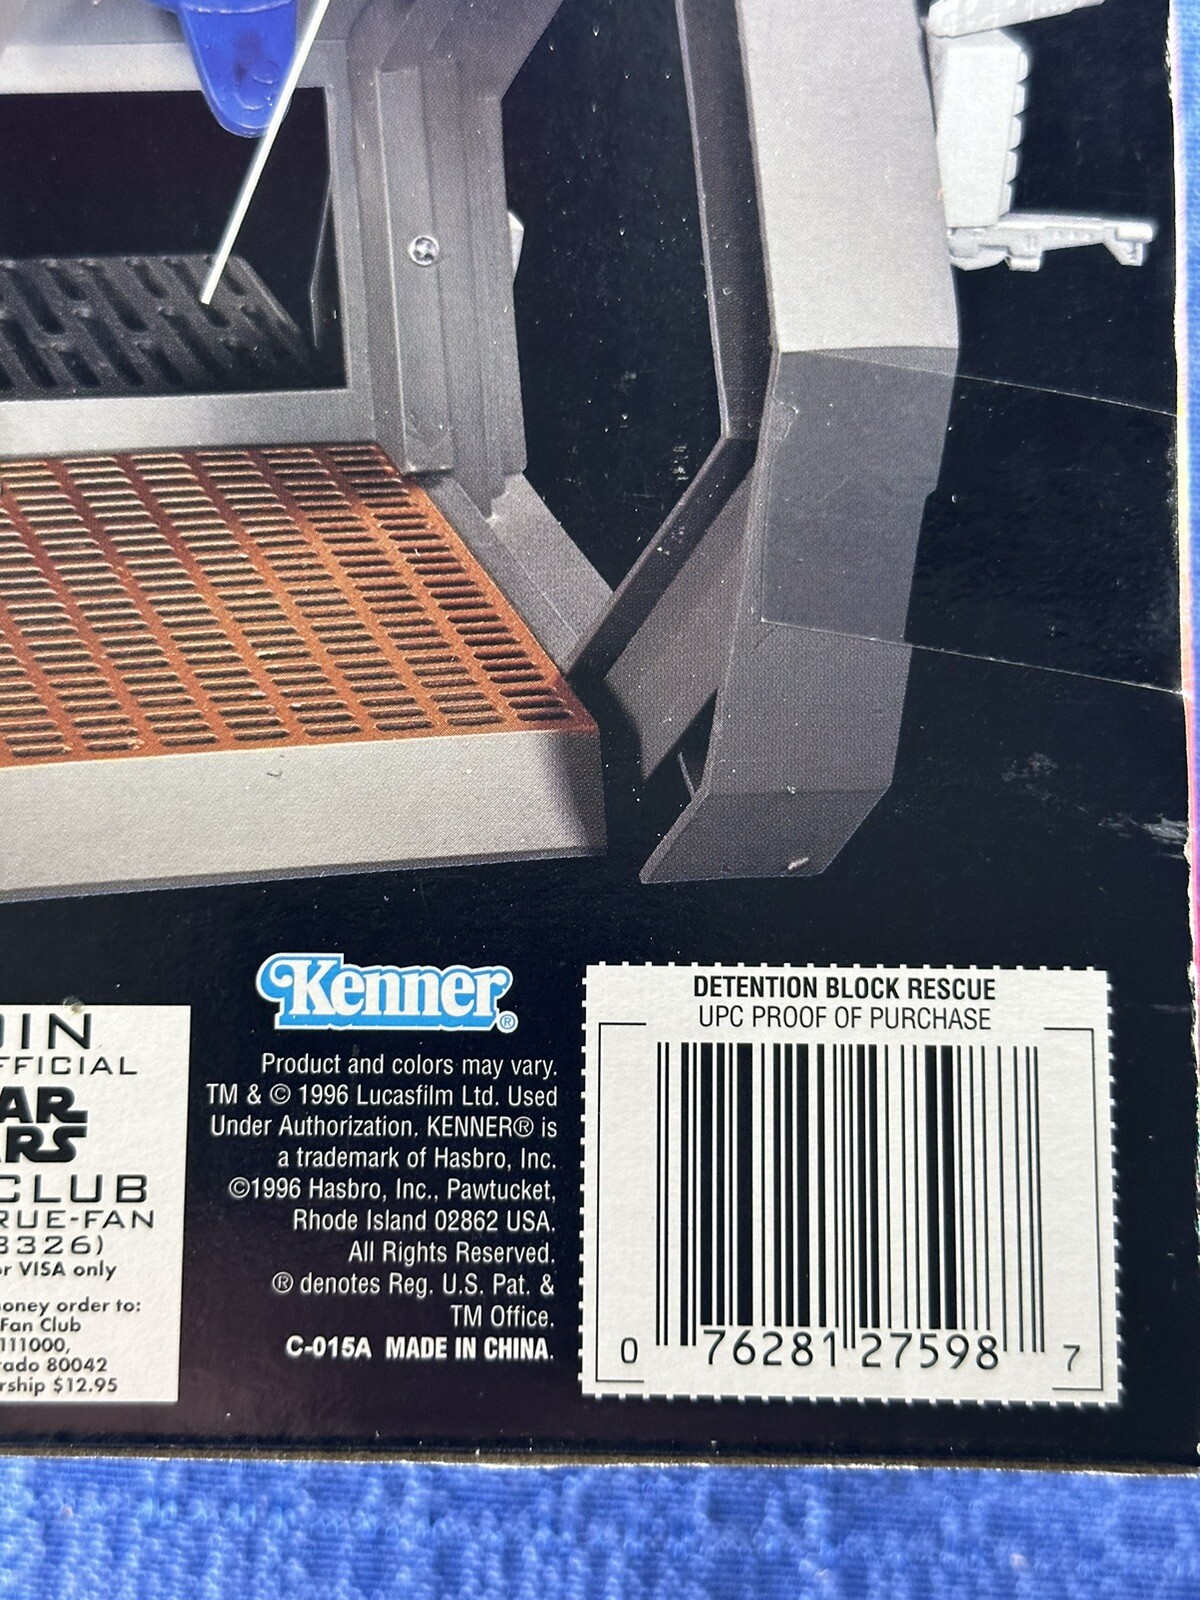 Kenner®
Product and colors may vary.
TM & © 1996 Lucasfilm Ltd. Used
Under Authorization. KENNER® is
a trademark of Hasbro, Inc.
©1996 Hasbro, Inc., Pawtucket,
Rhode Island 02862 USA.
All Rights Reserved.
® denotes Reg. U.S. Pat. &
TM Office.
C-015A MADE IN CHINA.
DETENTION BLOCK RESCUE
UPC PROOF OF PURCHASE
0 76281 27598 7
OIN
FFICIAL
AR
ARS
CLUB
RUE-FAN
3326)
or VISA only
oney order to:
Fan Club
111000,
rado 80042
rship $12.95